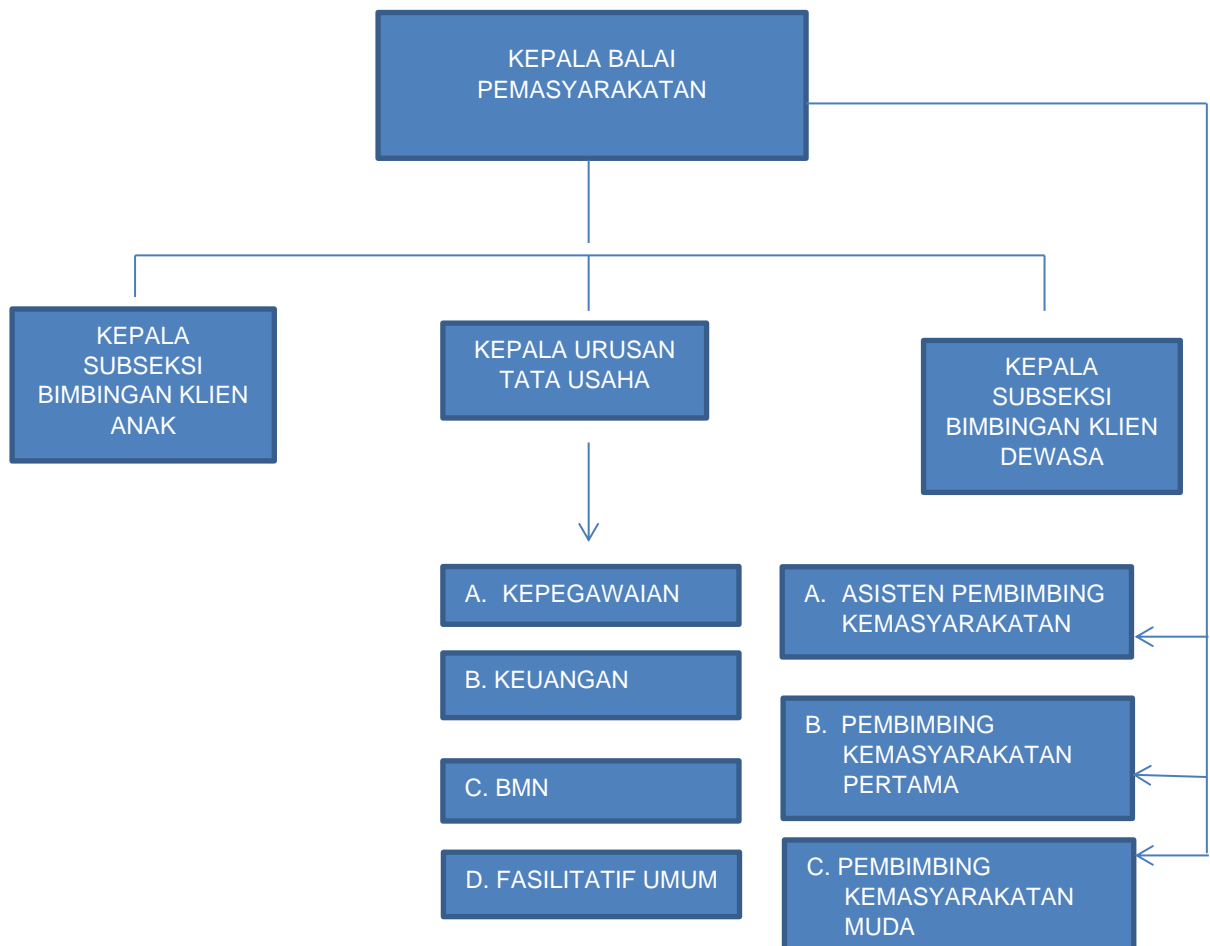 KEPALA BALAI
PEMASYARAKATAN
KEPALA
SUBSEKSI
BIMBINGAN KLIEN
ANAK
KEPALA URUSAN
TATA USAHA
KEPALA
SUBSEKSI
BIMBINGAN KLIEN
DEWASA
A. KEPEGAWAIAN
B. KEUANGAN
C. BMN
D. FASILITATIF UMUM
A. ASISTEN PEMBIMBING
KEMASYARAKATAN
B. PEMBIMBING
KEMASYARAKATAN
PERTAMA
C. PEMBIMBING
KEMASYARAKATAN
MUDA